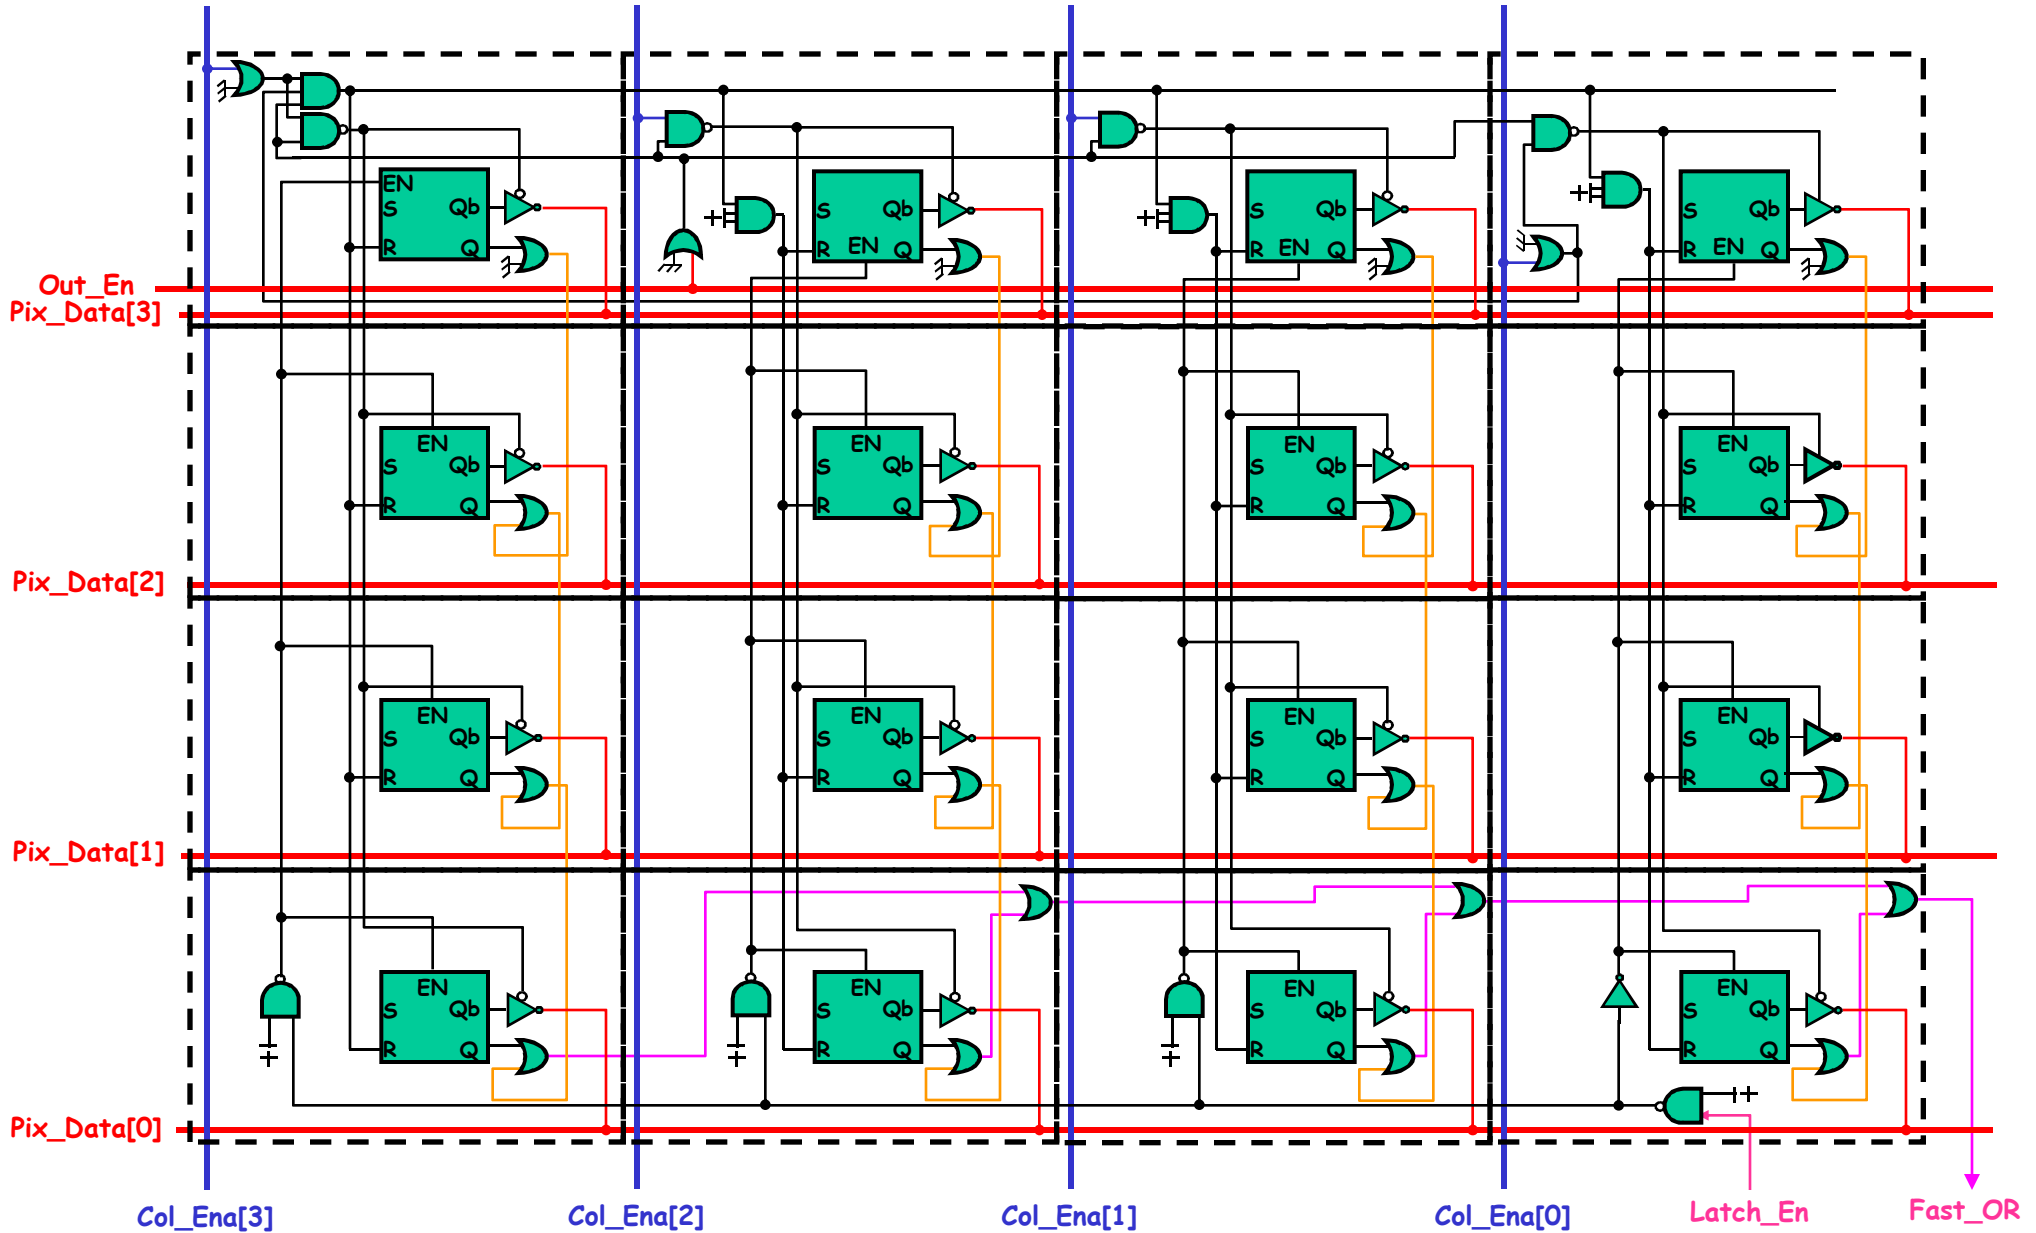 EN
S Qb
R Q
S Qb
R EN Q
S Qb
R EN Q
S Qb
R EN Q
Out_En
Pix_Data[3]
EN
S Qb
R Q
EN
S Qb
R Q
EN
S Qb
R Q
EN
S Qb
R Q
Pix_Data[2]
EN
S Qb
R Q
EN
S Qb
R Q
EN
S Qb
R Q
EN
S Qb
R Q
Pix_Data[1]
EN
S Qb
R Q
EN
S Qb
R Q
EN
S Qb
R Q
EN
S Qb
R Q
Pix_Data[0]
Col_Ena[3]
Col_Ena[2]
Col_Ena[1]
Col_Ena[0]
Latch_En
Fast_OR